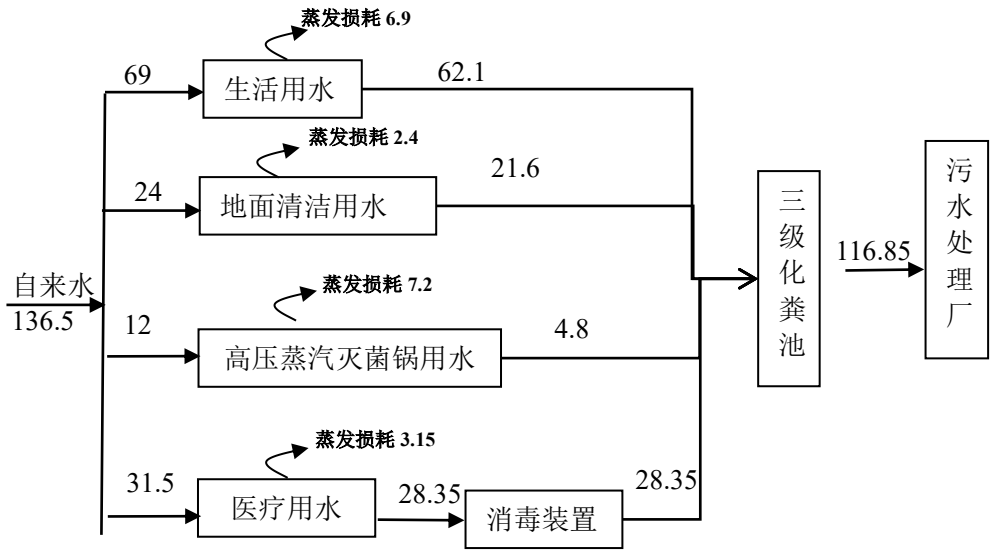 蒸发损耗 6.9
69
生活用水
62.1
蒸发损耗 2.4
24
地面清洁用水
21.6
自来水
136.5
蒸发损耗 7.2
12
高压蒸汽灭菌锅用水
4.8
蒸发损耗 3.15
31.5
医疗用水
28.35
消毒装置
28.35
三级化粪池
116.85
污水处理厂